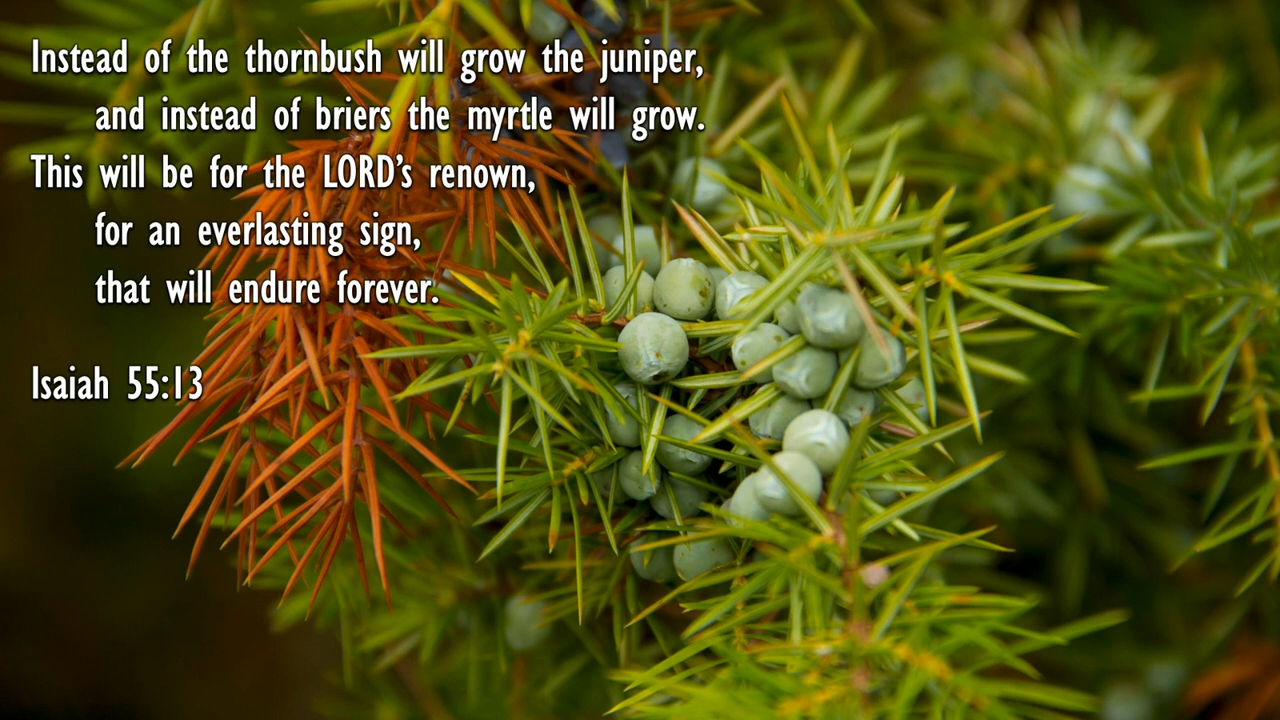 Instead of the thornbush will grow the juniper,
and instead of briers the myrtle will grow.
This will be for the LORD’s renown,
for an everlasting sign,
that will endure forever.
Isaiah 55:13